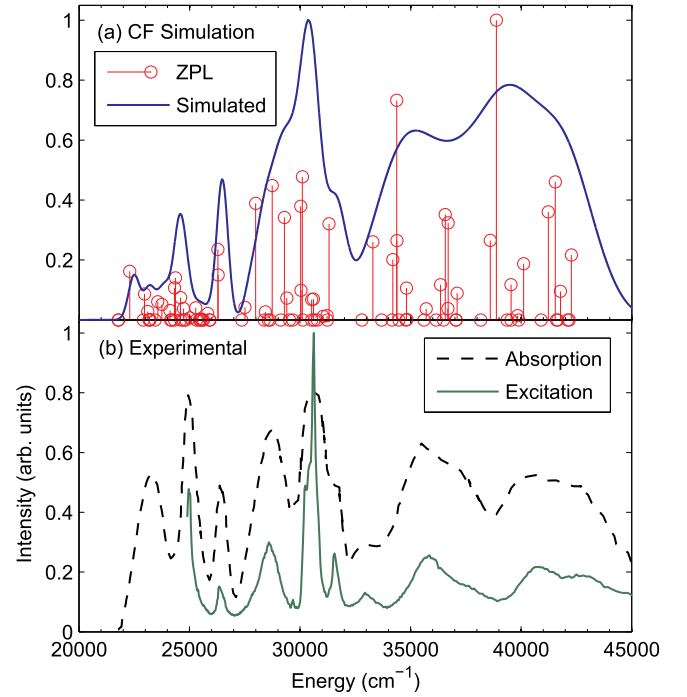 1
(a) CF Simulation
ZPL
Simulated
0.8
0.6
0.4
0.2
1
(b) Experimental
Absorption
Excitation
0.8
0.6
0.4
0.2
0
Intensity (arb. units)
20000 25000 30000 35000 40000 45000
Energy (cm⁻¹)